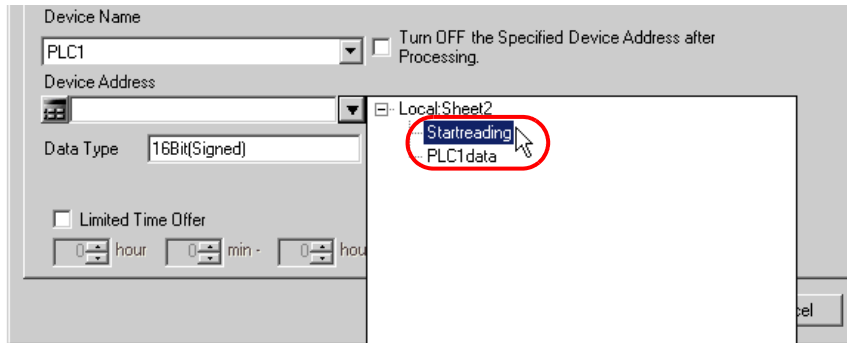 Device Name
PLC1
Turn OFF the Specified Device Address after
Processing.
Device Address
Local:Sheet2
Startreading
PLC1data
Data Type 16Bit(Signed)
Limited Time Offer
0 hour 0 min - 0 hou
cel